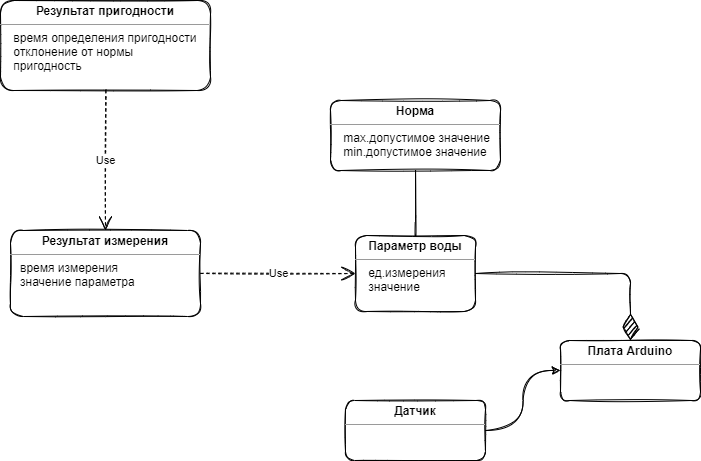 Результат пригодности
время определения пригодности
отклонение от нормы
пригодность
Use
Норма
max.допустимое значение
min.допустимое значение
Результат измерения
время измерения
значение параметра
Use
Параметр воды
ед.измерения
значение
Плата Arduino
Датчик